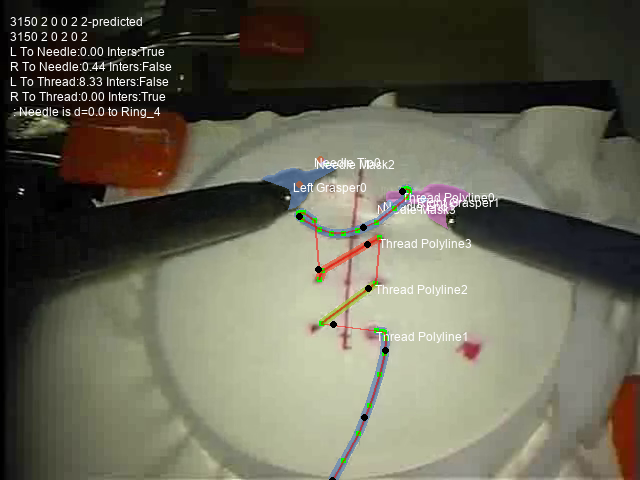 3150 2 0 0 2 2-predicted
3150 2 0 2 0 2
L To Needle:0.00 Inters:True
R To Needle:0.44 Inters:False
L To Thread:8.33 Inters:False
R To Thread:0.00 Inters:True
: Needle is d=0.0 to Ring_4
Needle Tip0
Needle Mask2
Left Grasper0
Thread Polyline0
Grasper1
Mask3
Thread Polyline3
Thread Polyline2
Thread Polyline1